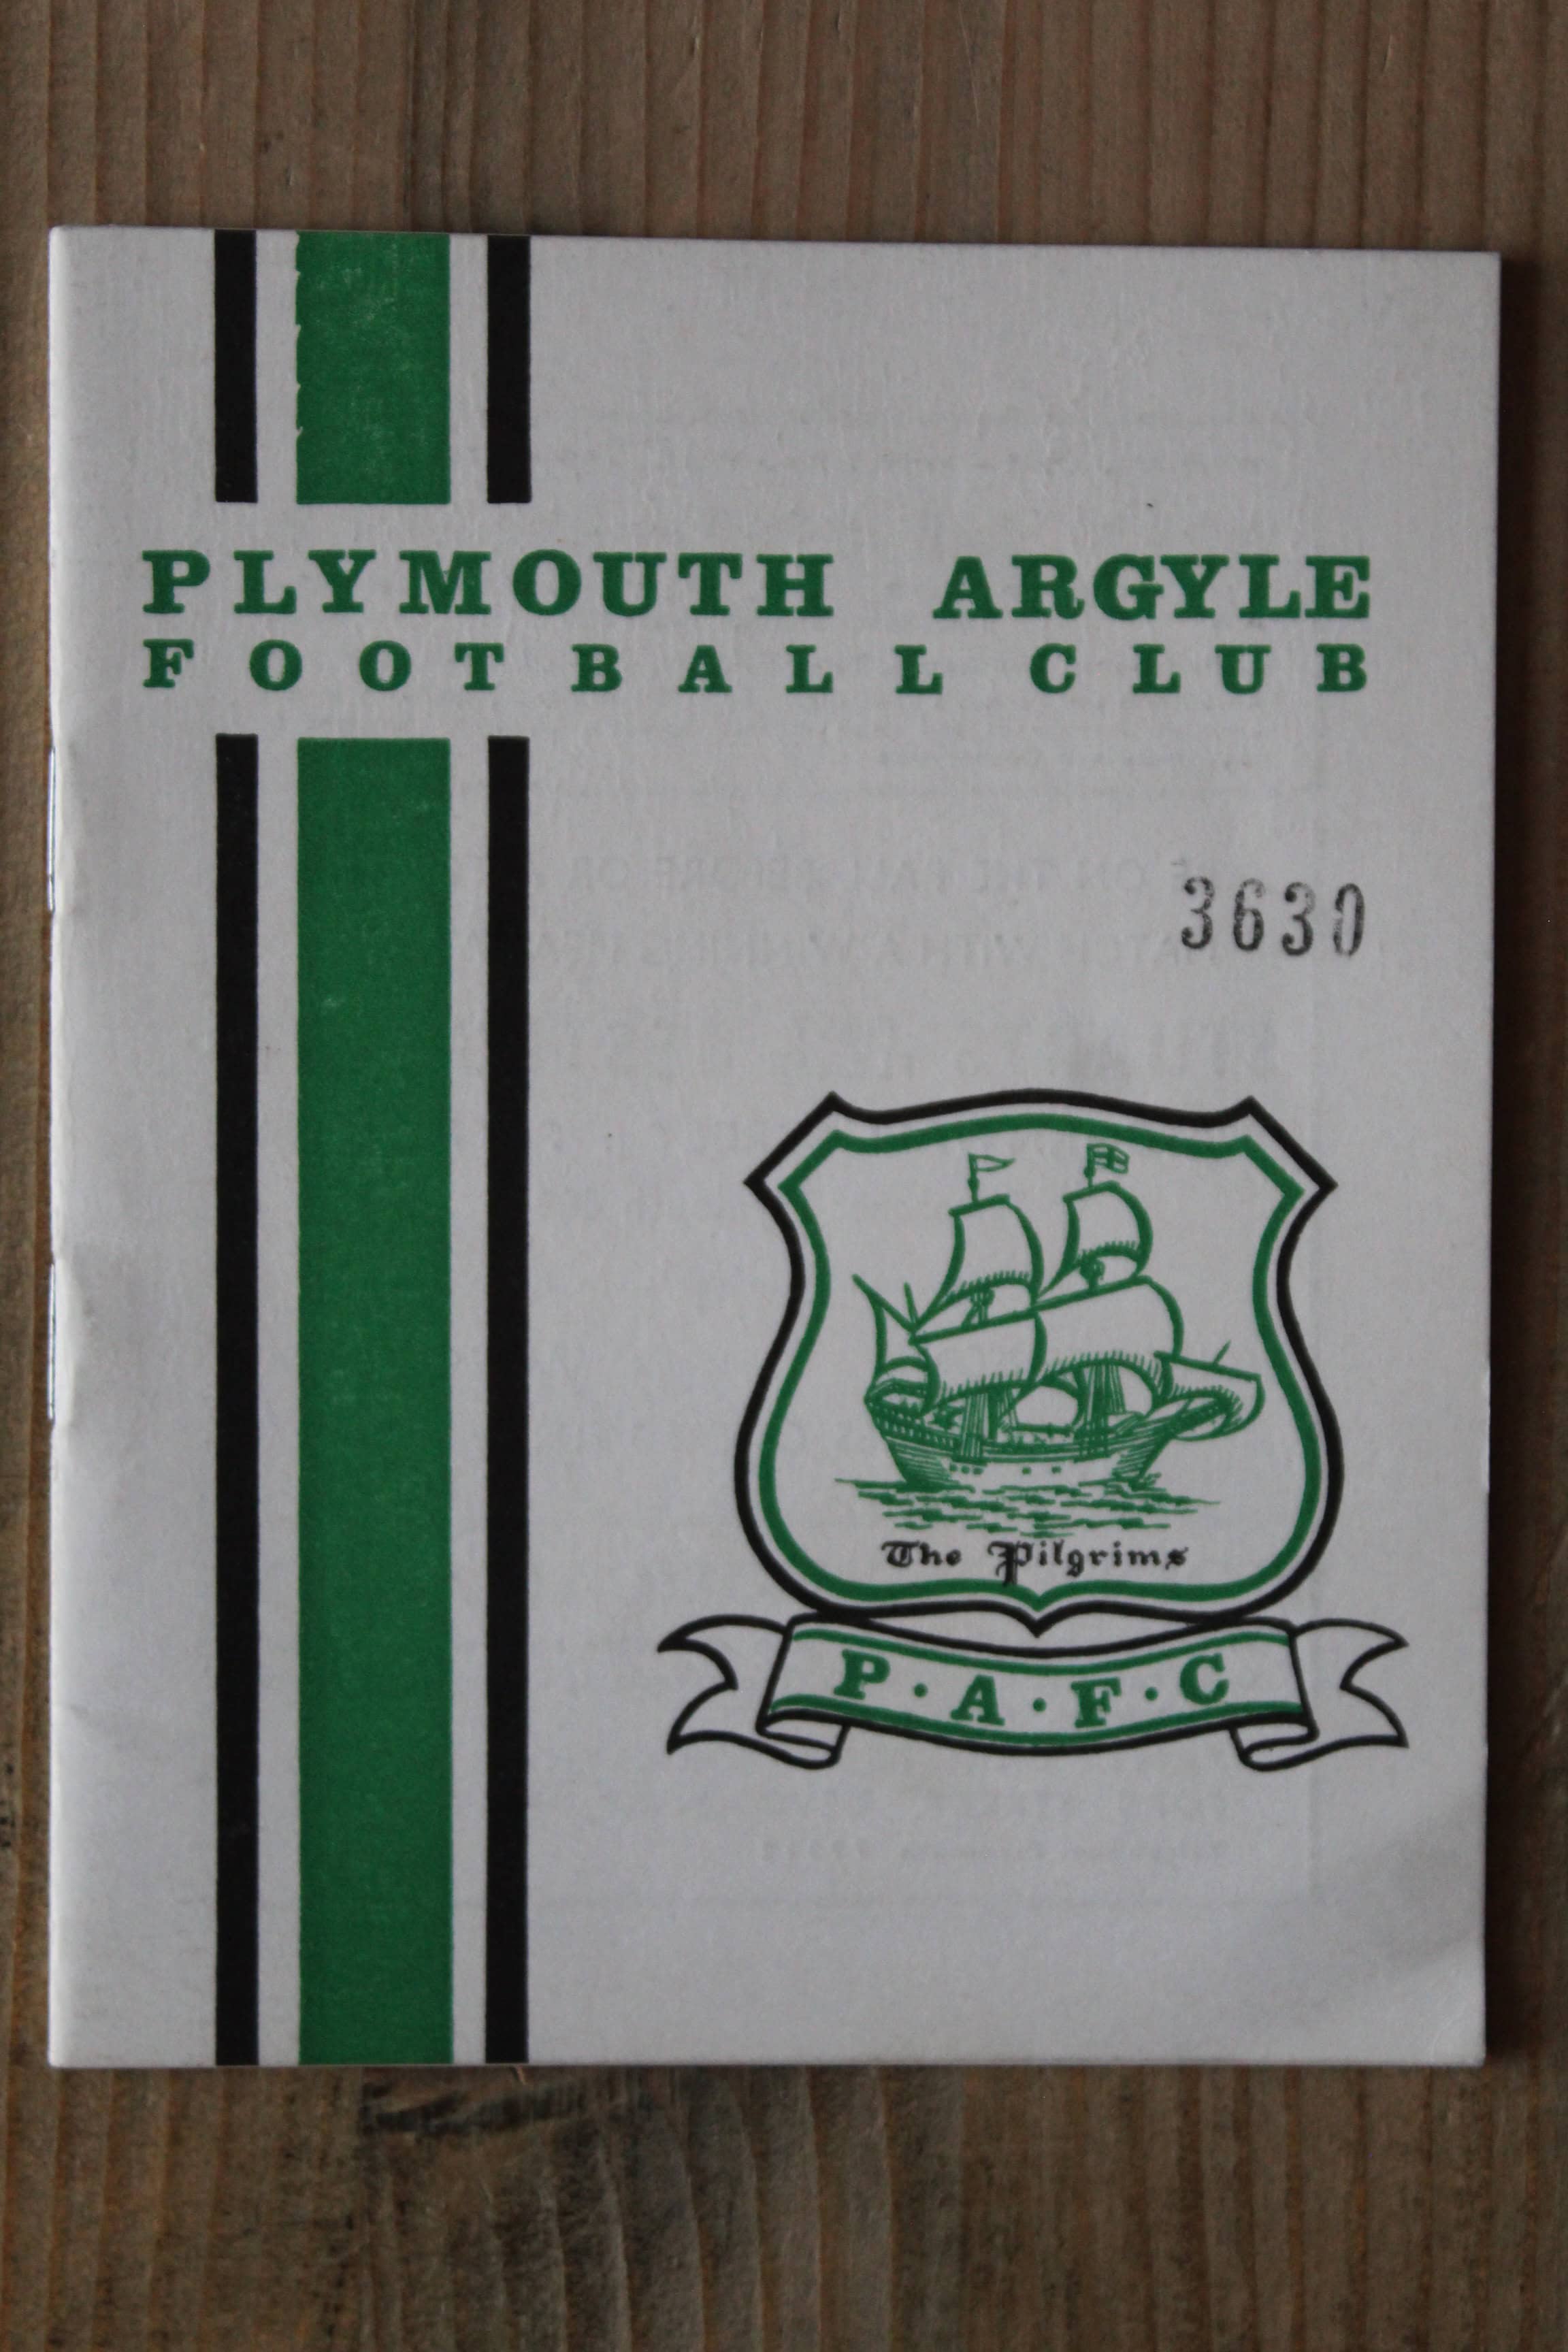 PLYMOUTH ARGYLE
FOOTBALL CLUB
3630
The Pilgrims
P·A·F·C